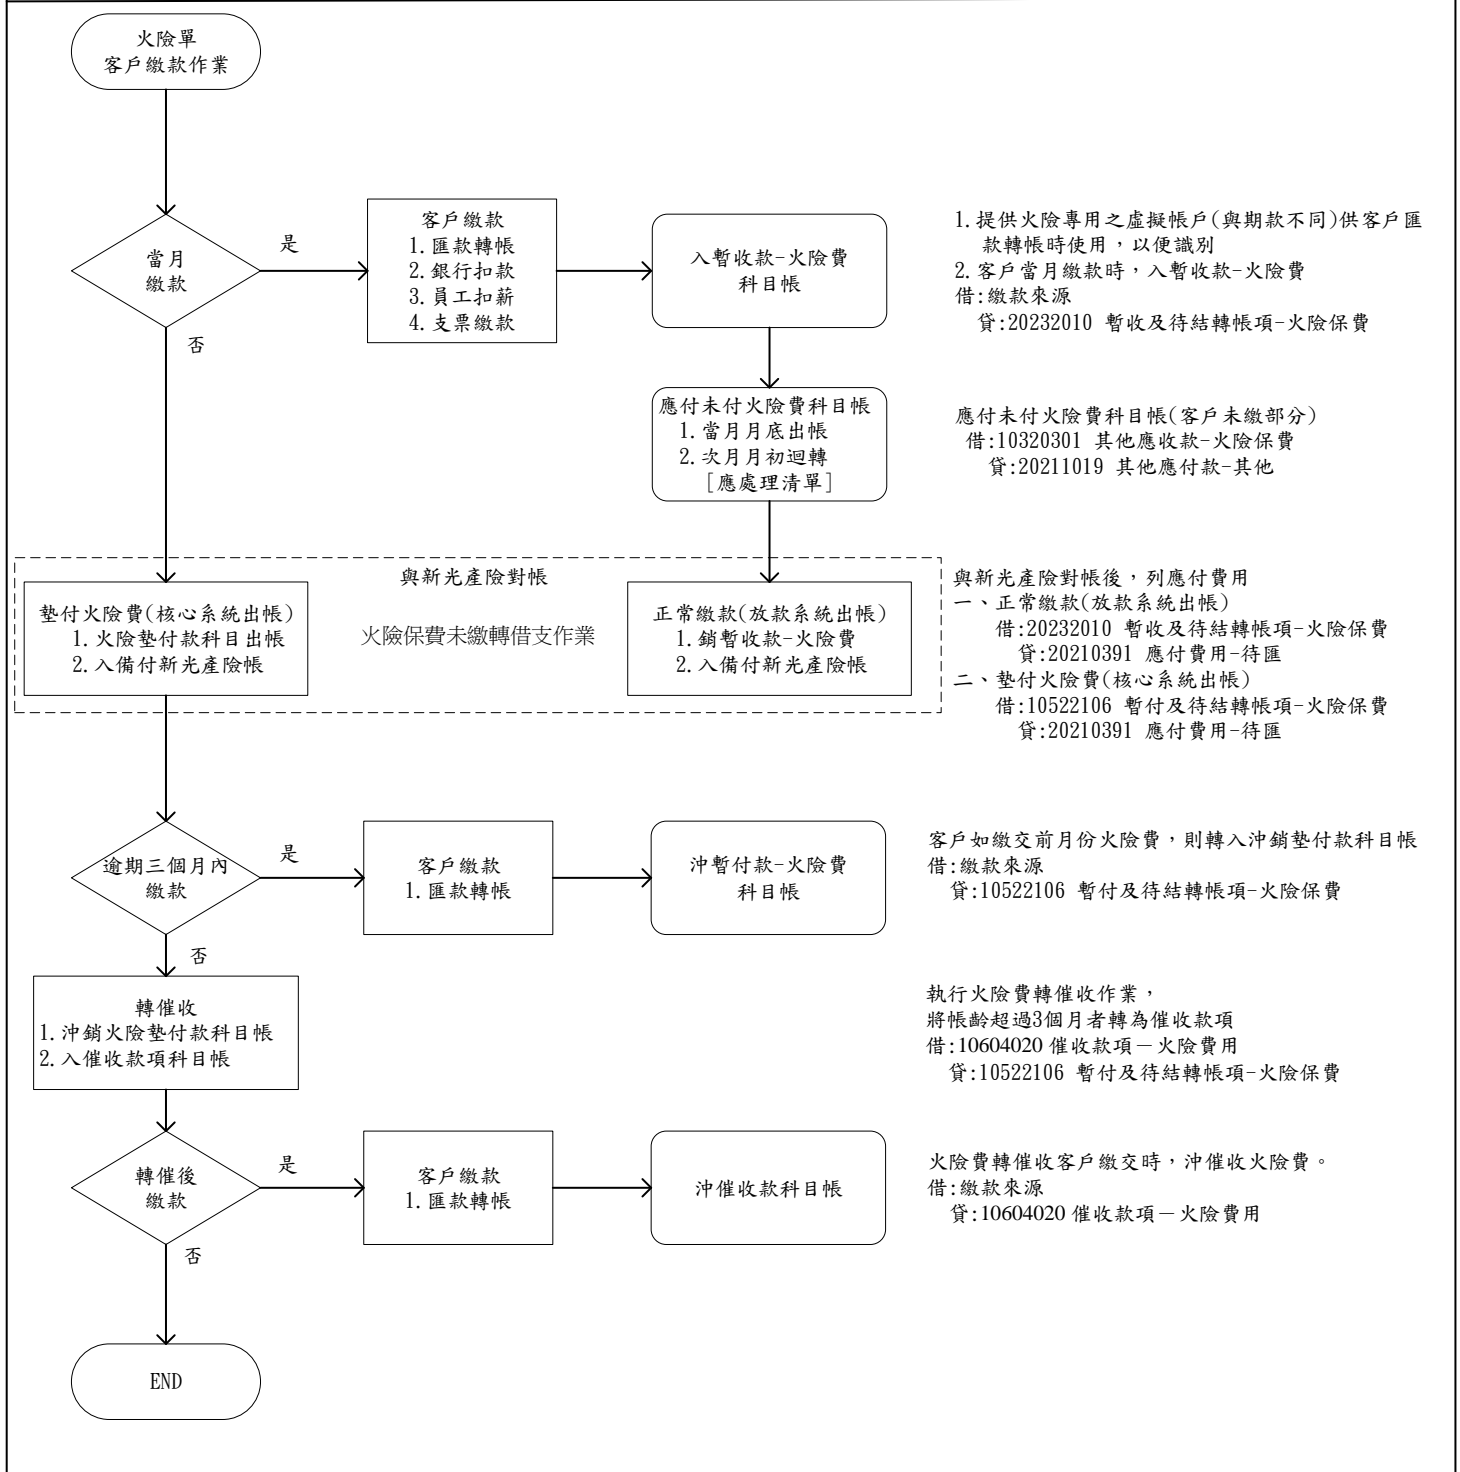 火險單
客戶繳款作業
當月
繳款
是
否
客戶繳款
1.匯款轉帳
2.銀行扣款
3.員工扣薪
4.支票繳款
入暫收款-火險費
科目帳
1.提供火險專用之虛擬帳戶(與期款不同)供客戶匯
款轉帳時使用，以便識別
2.客戶當月繳款時，入暫收款-火險費
借:繳款來源
貸:20232010 暫收及待結轉帳項-火險保費
應付未付火險費科目帳
1.當月月底出帳
2.次月月初迴轉
[應處理清單]
應付未付火險費科目帳(客戶未繳部分)
借:10320301 其他應收款-火險保費
貸:20211019 其他應付款-其他
與新光產險對帳
火險保費未繳轉借支作業
墊付火險費(核心系統出帳)
1.火險墊付款科目出帳
2.入備付新光產險帳
正常繳款(放款系統出帳)
1.銷暫收款-火險費
2.入備付新光產險帳
與新光產險對帳後，列應付費用
一、正常繳款(放款系統出帳)
借:20232010 暫收及待結轉帳項-火險保費
貸:20210391 應付費用-待匯
二、墊付火險費(核心系統出帳)
借:10522106 暫付及待結轉帳項-火險保費
貸:20210391 應付費用-待匯
逾期三個月內
繳款
是
否
客戶繳款
1.匯款轉帳
沖暫付款-火險費
科目帳
客戶如繳交前月份火險費，則轉入沖銷墊付款科目帳
借:繳款來源
貸:10522106 暫付及待結轉帳項-火險保費
轉催收
1.沖銷火險墊付款科目帳
2.入催收款項科目帳
執行火險費轉催收作業，
將帳齡超過3個月者轉為催收款項
借:10604020 催收款項－火險費用
貸:10522106 暫付及待結轉帳項-火險保費
轉催後
繳款
是
否
客戶繳款
1.匯款轉帳
沖催收款科目帳
火險費轉催收客戶繳交時，沖催收火險費。
借:繳款來源
貸:10604020 催收款項－火險費用
END